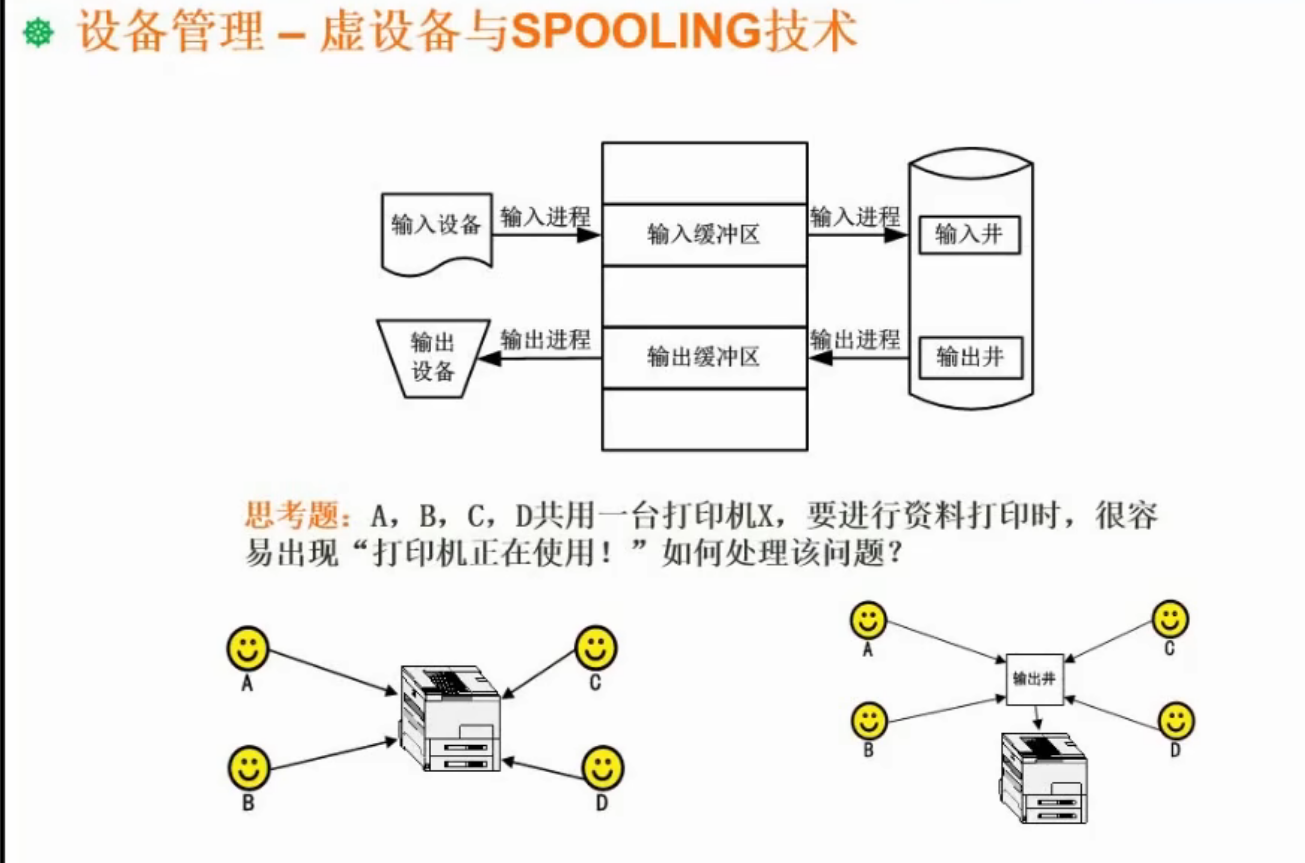 设备管理 – 虚设备与SPOOLING技术
输入设备
输入进程
输入缓冲区
输入进程
输入井
输出
设备
输出进程
输出缓冲区
输出进程
输出井
思考题：A，B，C，D共用一台打印机X，要进行资料打印时，很容
易出现“打印机正在使用！”如何处理该问题？
A
C
B
D
A
C
输出井
B
D